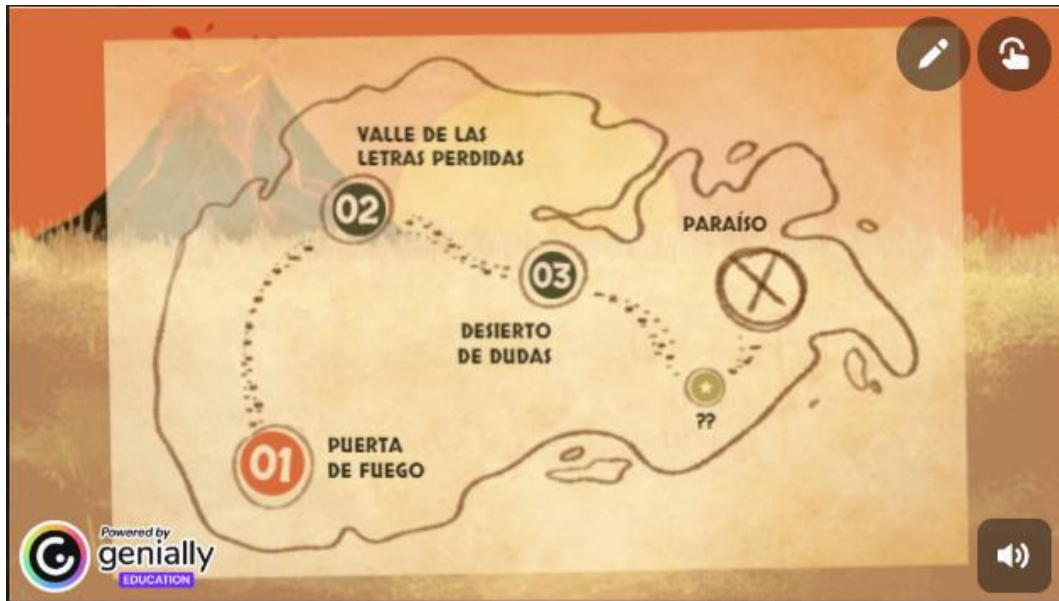 VALLE DE LAS
LETRAS PERDIDAS
02
PARAÍSO
03
DESIERTO
DE DUDAS
??
01
PUERTA
DE FUEGO
Powered by
genially
EDUCATION